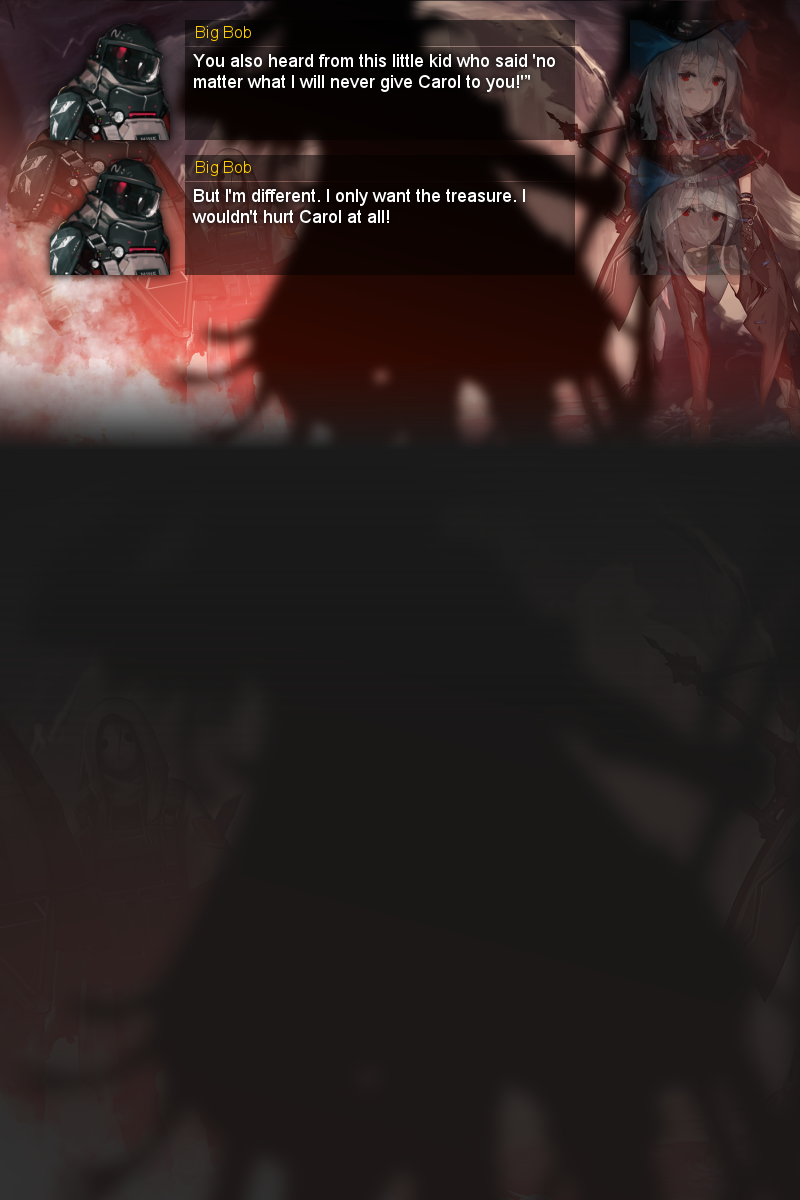 Big Bob
You also heard from this little kid who said 'no
matter what I will never give Carol to you!'"
Big Bob
But I'm different. I only want the treasure. I
wouldn't hurt Carol at all!